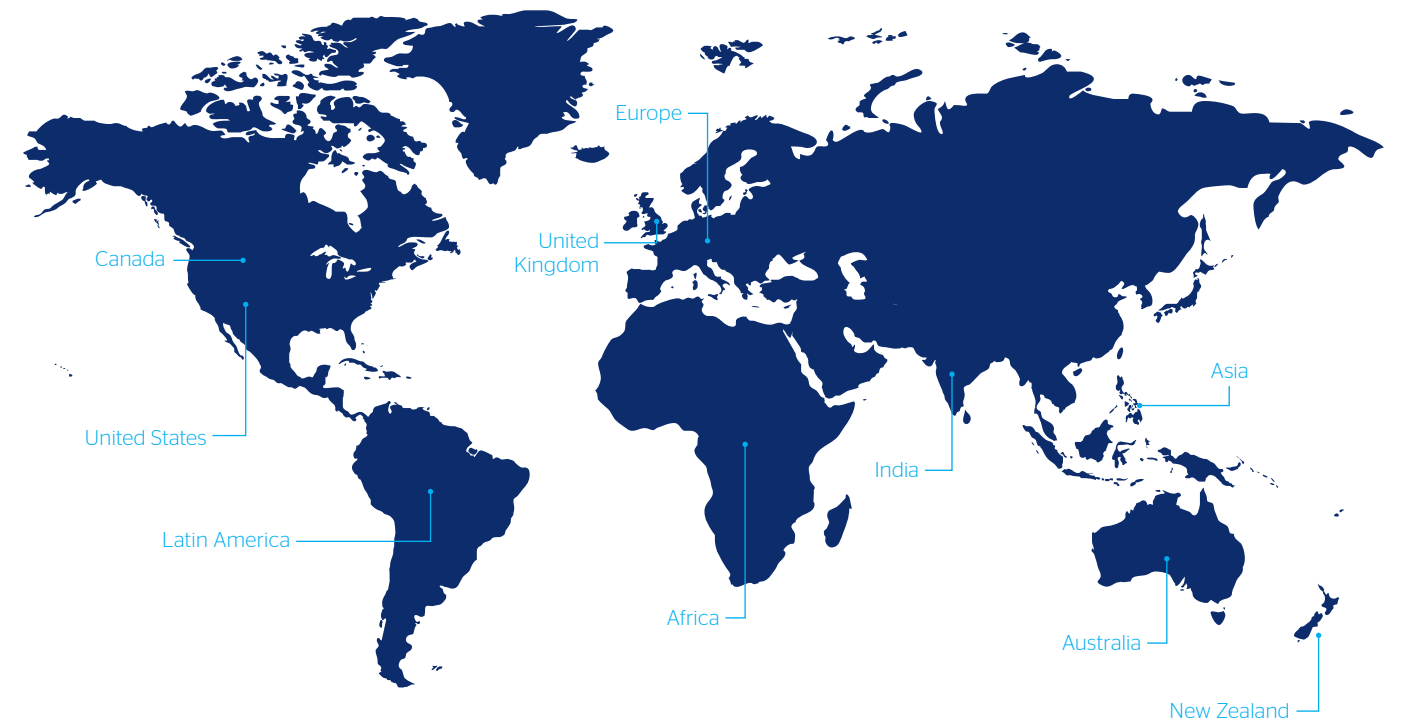 Europe
United
Kingdom
Canada
Asia
United States
India
Latin America
Africa
Australia
New Zealand